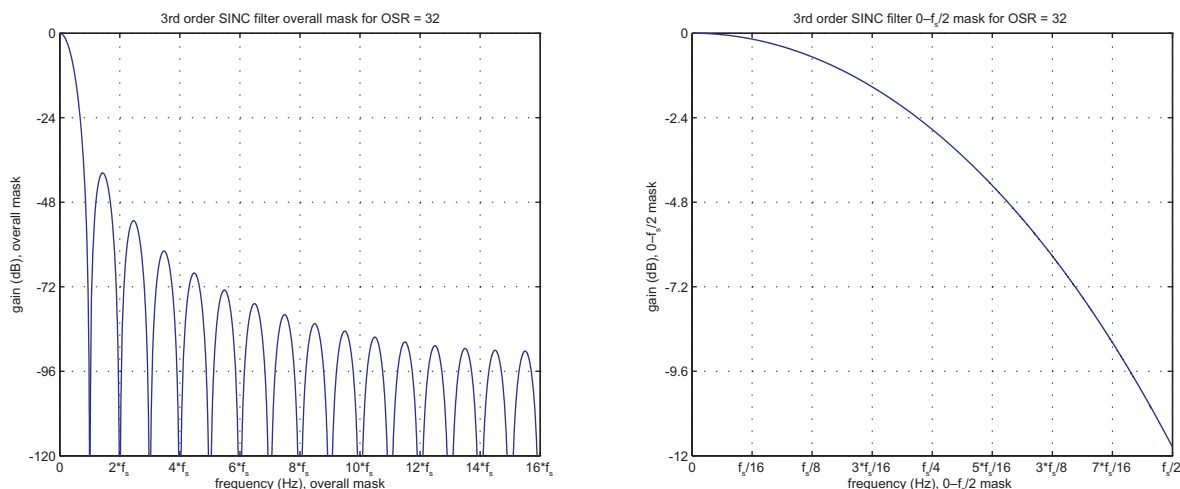 3rd order SINC filter overall mask for OSR = 32
gain (dB), overall mask
0
-24
-48
-72
-96
-120
0 2*fs 4*fs 6*fs 8*fs 10*fs 12*fs 14*fs 16*fs
frequency (Hz), overall mask
3rd order SINC filter 0–fs/2 mask for OSR = 32
gain (dB), 0–fs/2 mask
0
-2.4
-4.8
-7.2
-9.6
-12
0 fs/16 fs/8 3*fs/16 fs/4 5*fs/16 3*fs/8 7*fs/16 fs/2
frequency (Hz), 0–fs/2 mask